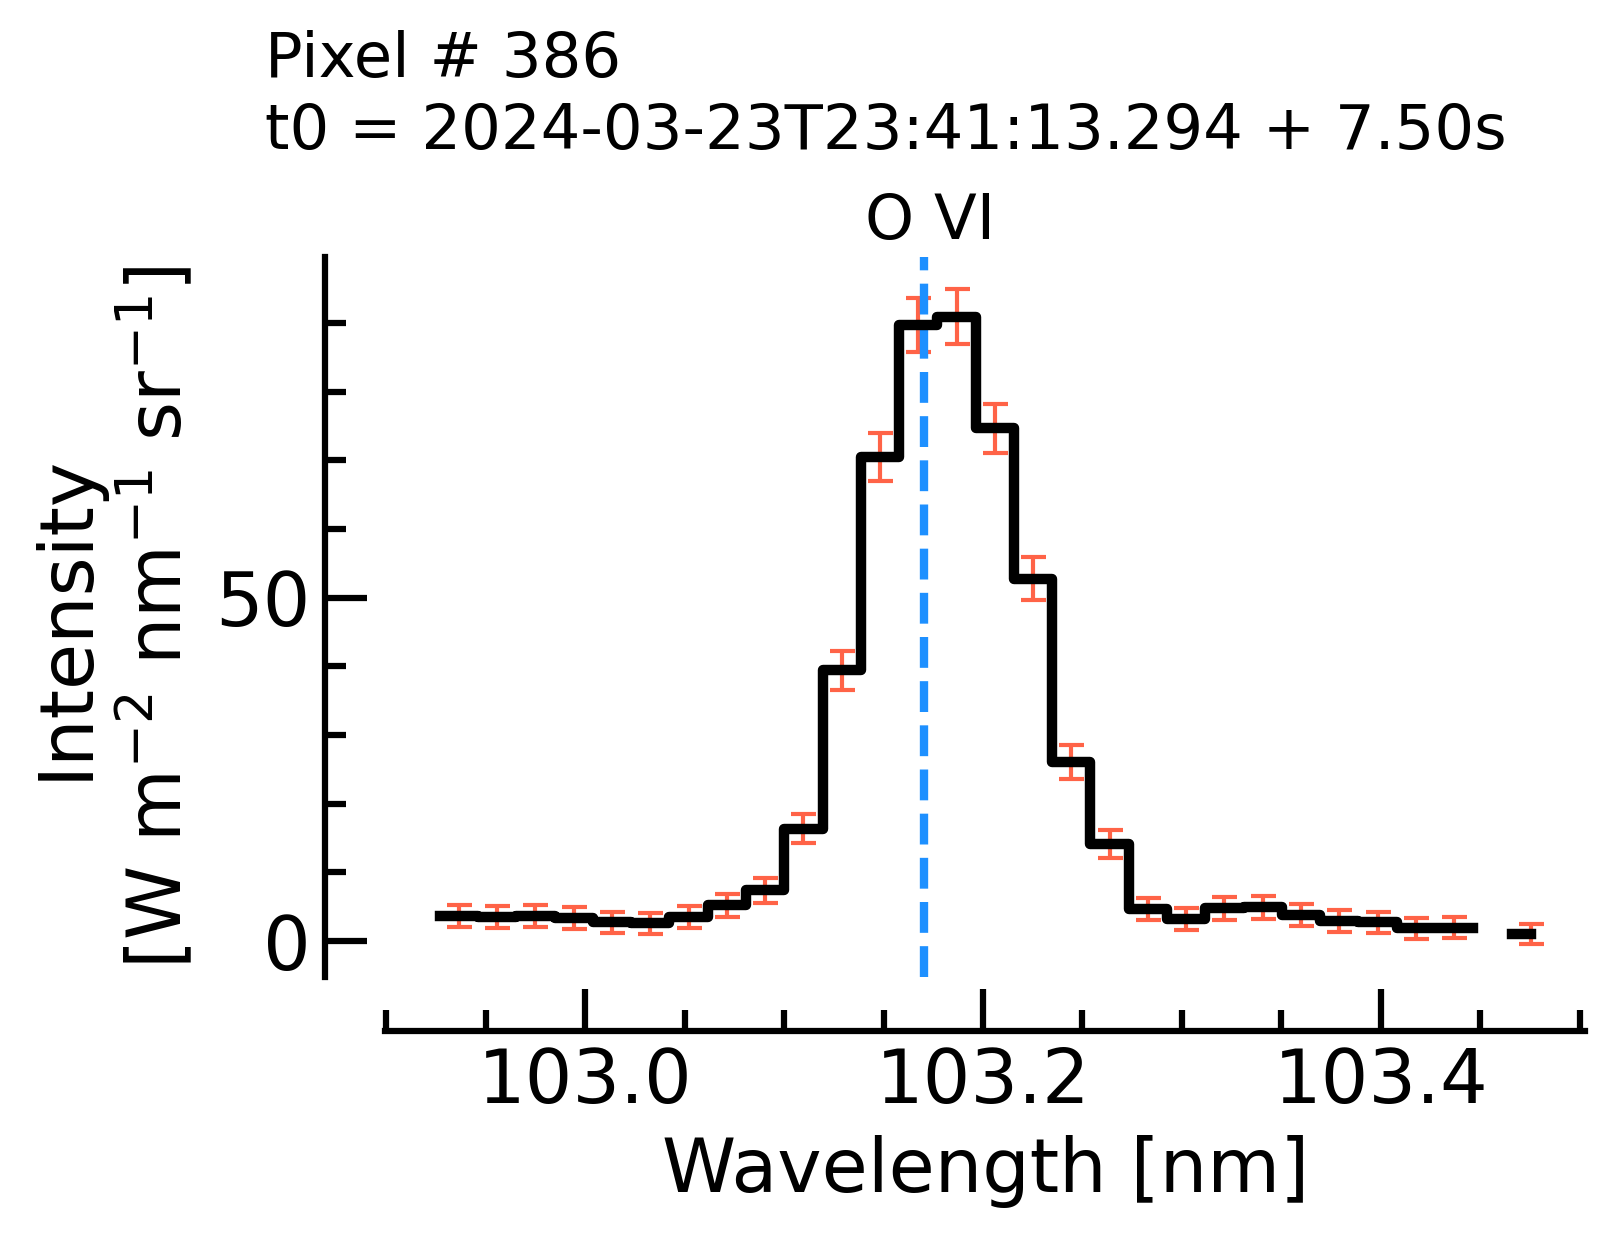 Pixel # 386
t0 = 2024-03-23T23:41:13.294 + 7.50s
O VI
Intensity
[W m⁻² nm⁻¹ sr⁻¹]
50
0
103.0 103.2 103.4
Wavelength [nm]